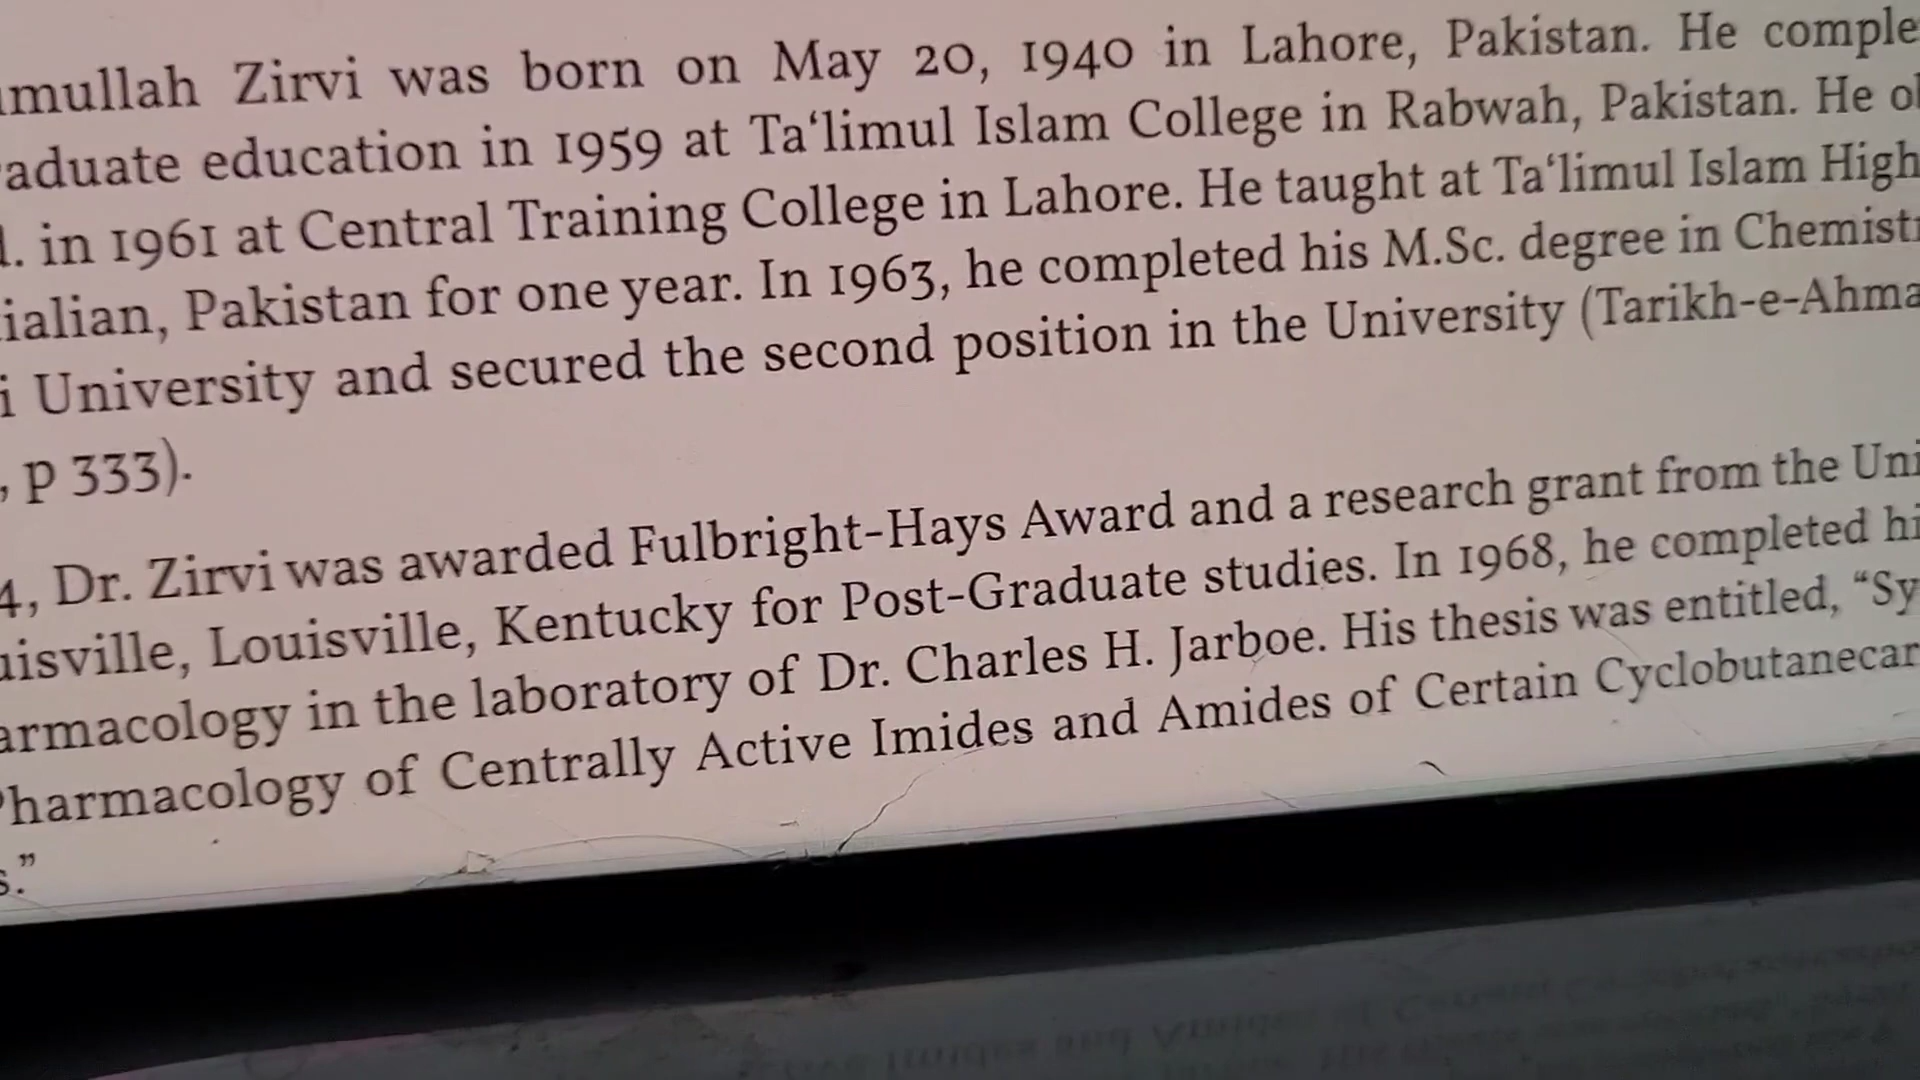 mullah Zirvi was born on May 20, 1940 in Lahore, Pakistan. He comple
aduate education in 1959 at Ta‘limul Islam College in Rabwah, Pakistan. He ol
. in 1961 at Central Training College in Lahore. He taught at Ta‘limul Islam High
ialian, Pakistan for one year. In 1963, he completed his M.Sc. degree in Chemist
i University and secured the second position in the University (Tarikh-e-Ahma
, p 333).
4, Dr. Zirvi was awarded Fulbright-Hays Award and a research grant from the Uni
uisville, Louisville, Kentucky for Post-Graduate studies. In 1968, he completed hi
armacology in the laboratory of Dr. Charles H. Jarboe. His thesis was entitled, “Sy
Pharmacology of Centrally Active Imides and Amides of Certain Cyclobutanecar
s.”